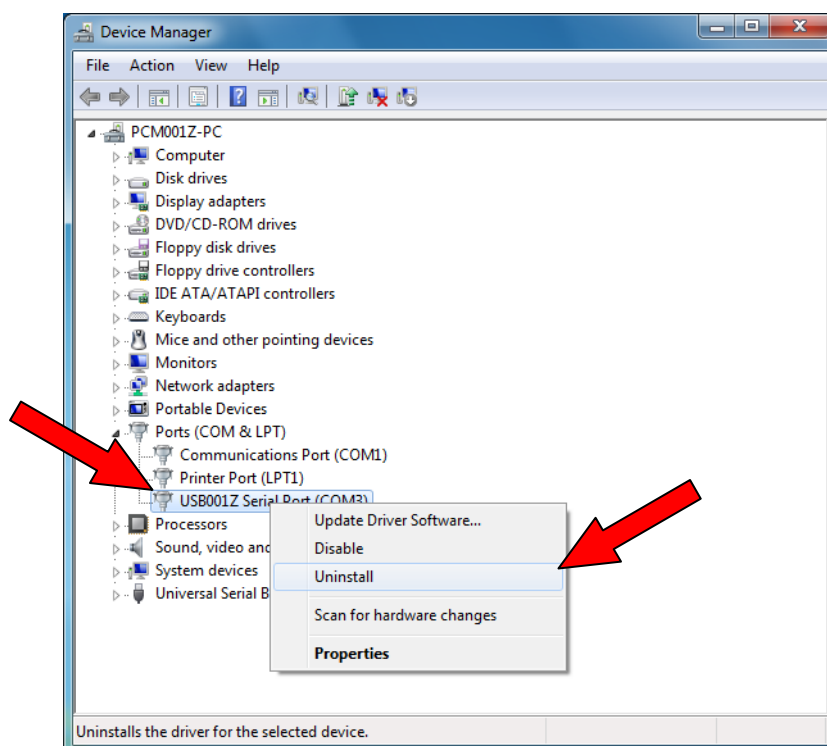 Device Manager
File Action View Help
PCM001Z-PC
Computer
Disk drives
Display adapters
DVD/CD-ROM drives
Floppy disk drives
Floppy drive controllers
IDE ATA/ATAPI controllers
Keyboards
Mice and other pointing devices
Monitors
Network adapters
Portable Devices
Ports (COM & LPT)
Communications Port (COM1)
Printer Port (LPT1)
USB001Z Serial Port (COM3)
Processors
Sound, video and
System devices
Universal Serial B
Update Driver Software...
Disable
Uninstall
Scan for hardware changes
Properties
Uninstalls the driver for the selected device.